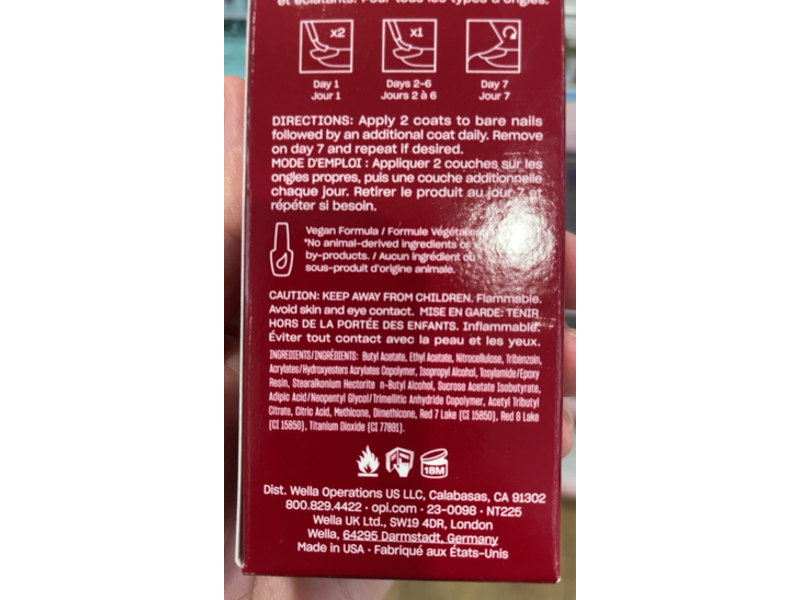 et éclatants. Pour tous les types d'ongles.
x2 x1
Day 1 Days 2-6 Day 7
Jour 1 Jours 2 à 6 Jour 7
DIRECTIONS: Apply 2 coats to bare nails
followed by an additional coat daily. Remove
on day 7 and repeat if desired.
MODE D'EMPLOI : Appliquer 2 couches sur les
ongles propres, puis une couche additionnelle
chaque jour. Retirer le produit au jour 7 et
répéter si besoin.
Vegan Formula / Formule
*No animal-derived ingredients or
by-products. / Aucun ingrédient ou
sous-produit d'origine animale.
CAUTION: KEEP AWAY FROM CHILDREN. Flammable.
Avoid skin and eye contact. MISE EN GARDE: TENIR
HORS DE LA PORTÉE DES ENFANTS. Inflammable.
Éviter tout contact avec la peau et les yeux.
INGREDIENTS/INGRÉDIENTS: Butyl Acetate, Ethyl Acetate, Nitrocellulose, Tribenzoin,
Acrylates/Hydroxyesters Acrylates Copolymer, Isopropyl Alcohol, Tosylamide/Epoxy
Resin, Stearalkonium Hectorite n-Butyl Alcohol, Sucrose Acetate Isobutyrate,
Adipic Acid/Neopentyl Glycol/Trimellitic Anhydride Copolymer, Acetyl Tributyl
Citrate, Citric Acid, Methicone, Dimethicone, Red 7 Lake (CI 15850), Red 6 Lake
(CI 15850), Titanium Dioxide (CI 77891).
18M
Dist. Wella Operations US LLC, Calabasas, CA 91302
800.829.4422 • opi.com • 23-0098 • NT225
Wella UK Ltd., SW19 4DR, London
Wella, 64295 Darmstadt, Germany
Made in USA • Fabriqué aux États-Unis